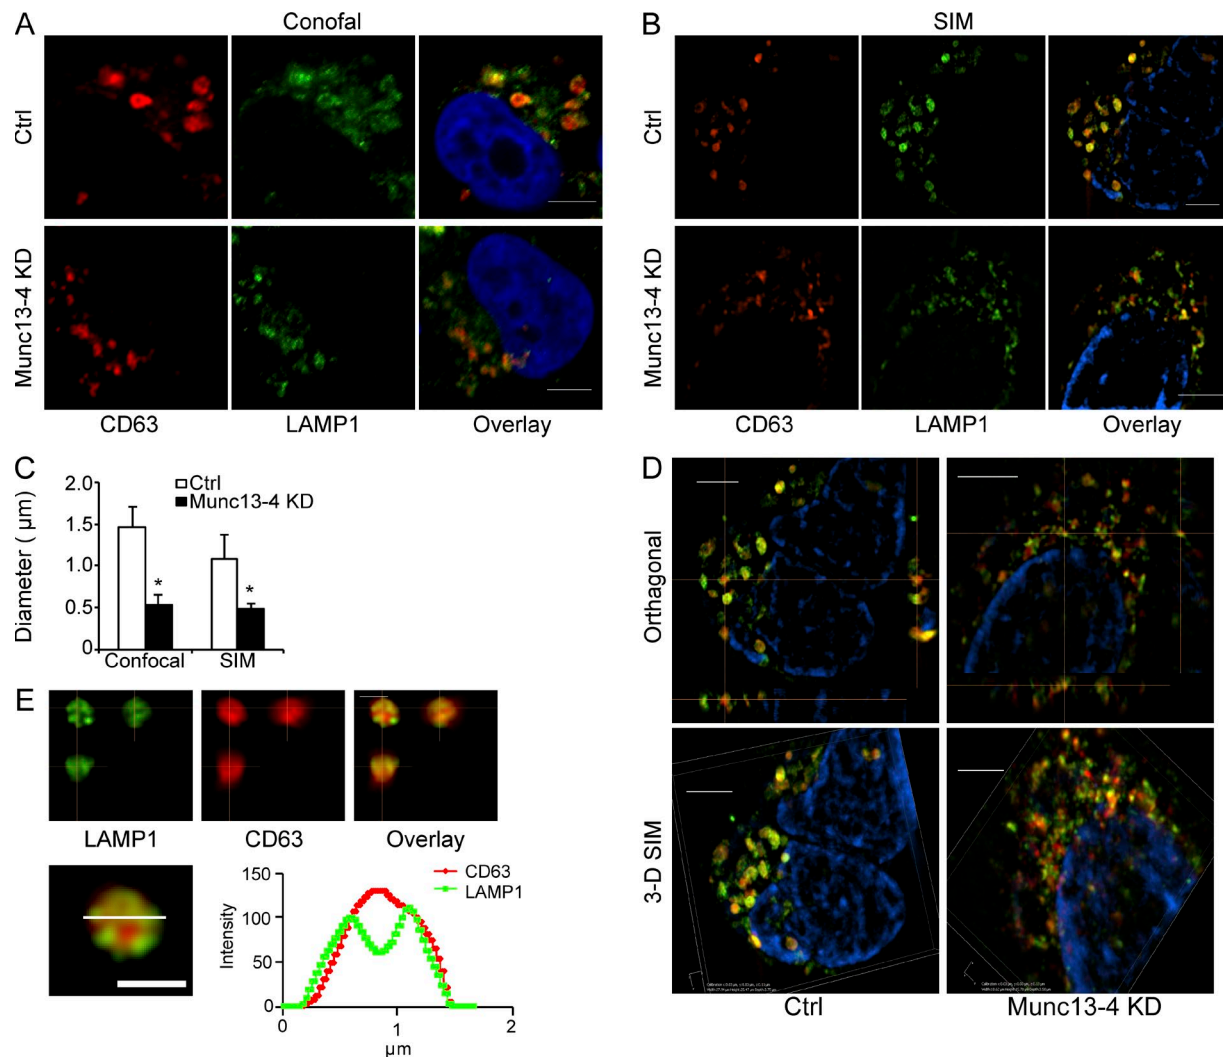 A
Conofal
Ctrl
Munc13-4 KD
CD63
LAMP1
Overlay
B
SIM
Ctrl
Munc13-4 KD
CD63
LAMP1
Overlay
C
Ctrl
Munc13-4 KD
Diameter ( µm)
2.0
1.5
1.0
0.5
0
*
*
Confocal
SIM
D
Orthagonal
3-D SIM
Ctrl
Munc13-4 KD
E
LAMP1
CD63
Overlay
CD63
LAMP1
Intensity
150
100
50
0
0
1
2
µm